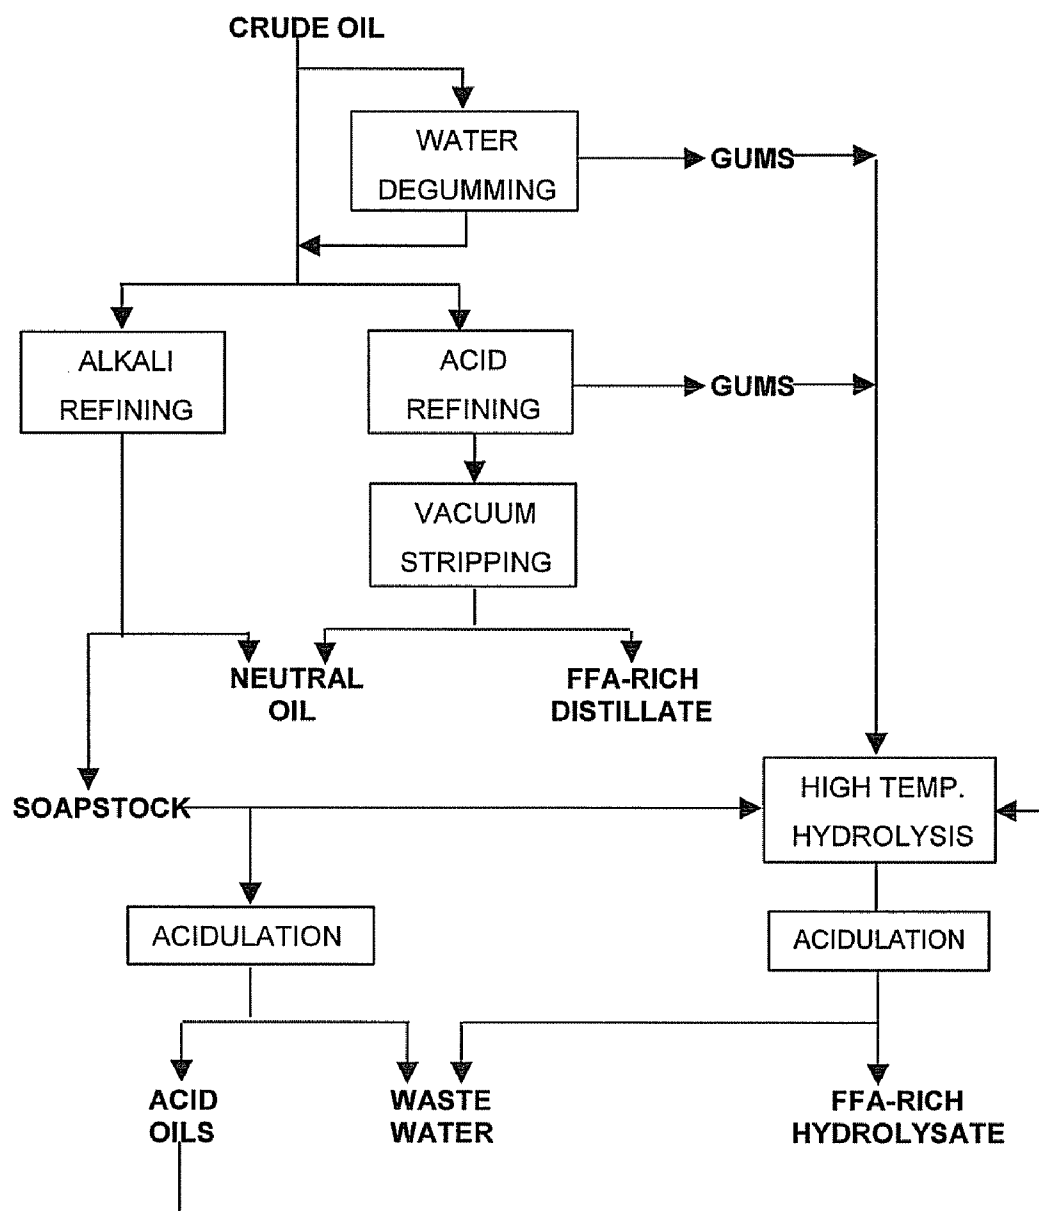 CRUDE OIL
WATER
DEGUMMING
GUMS
ALKALI
REFINING
ACID
REFINING
GUMS
VACUUM
STRIPPING
NEUTRAL
OIL
FFA-RICH
DISTILLATE
SOAPSTOCK
HIGH TEMP.
HYDROLYSIS
ACIDULATION
ACIDULATION
ACID
OILS
WASTE
WATER
FFA-RICH
HYDROLYSATE